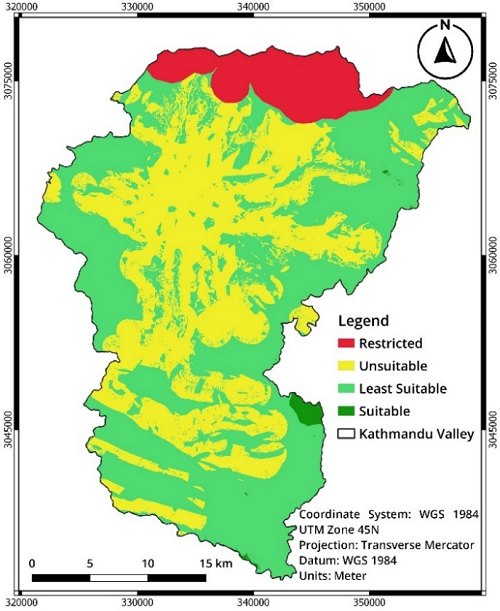 320000 330000 340000 350000
N
3075000 3075000
3060000 3060000
Legend
Restricted
Unsuitable
Least Suitable
Suitable
Kathmandu Valley
3045000 3045000
Coordinate System: WGS 1984
UTM Zone 45N
Projection: Transverse Mercator
Datum: WGS 1984
Units: Meter
0 5 10 15 km
320000 330000 340000 350000